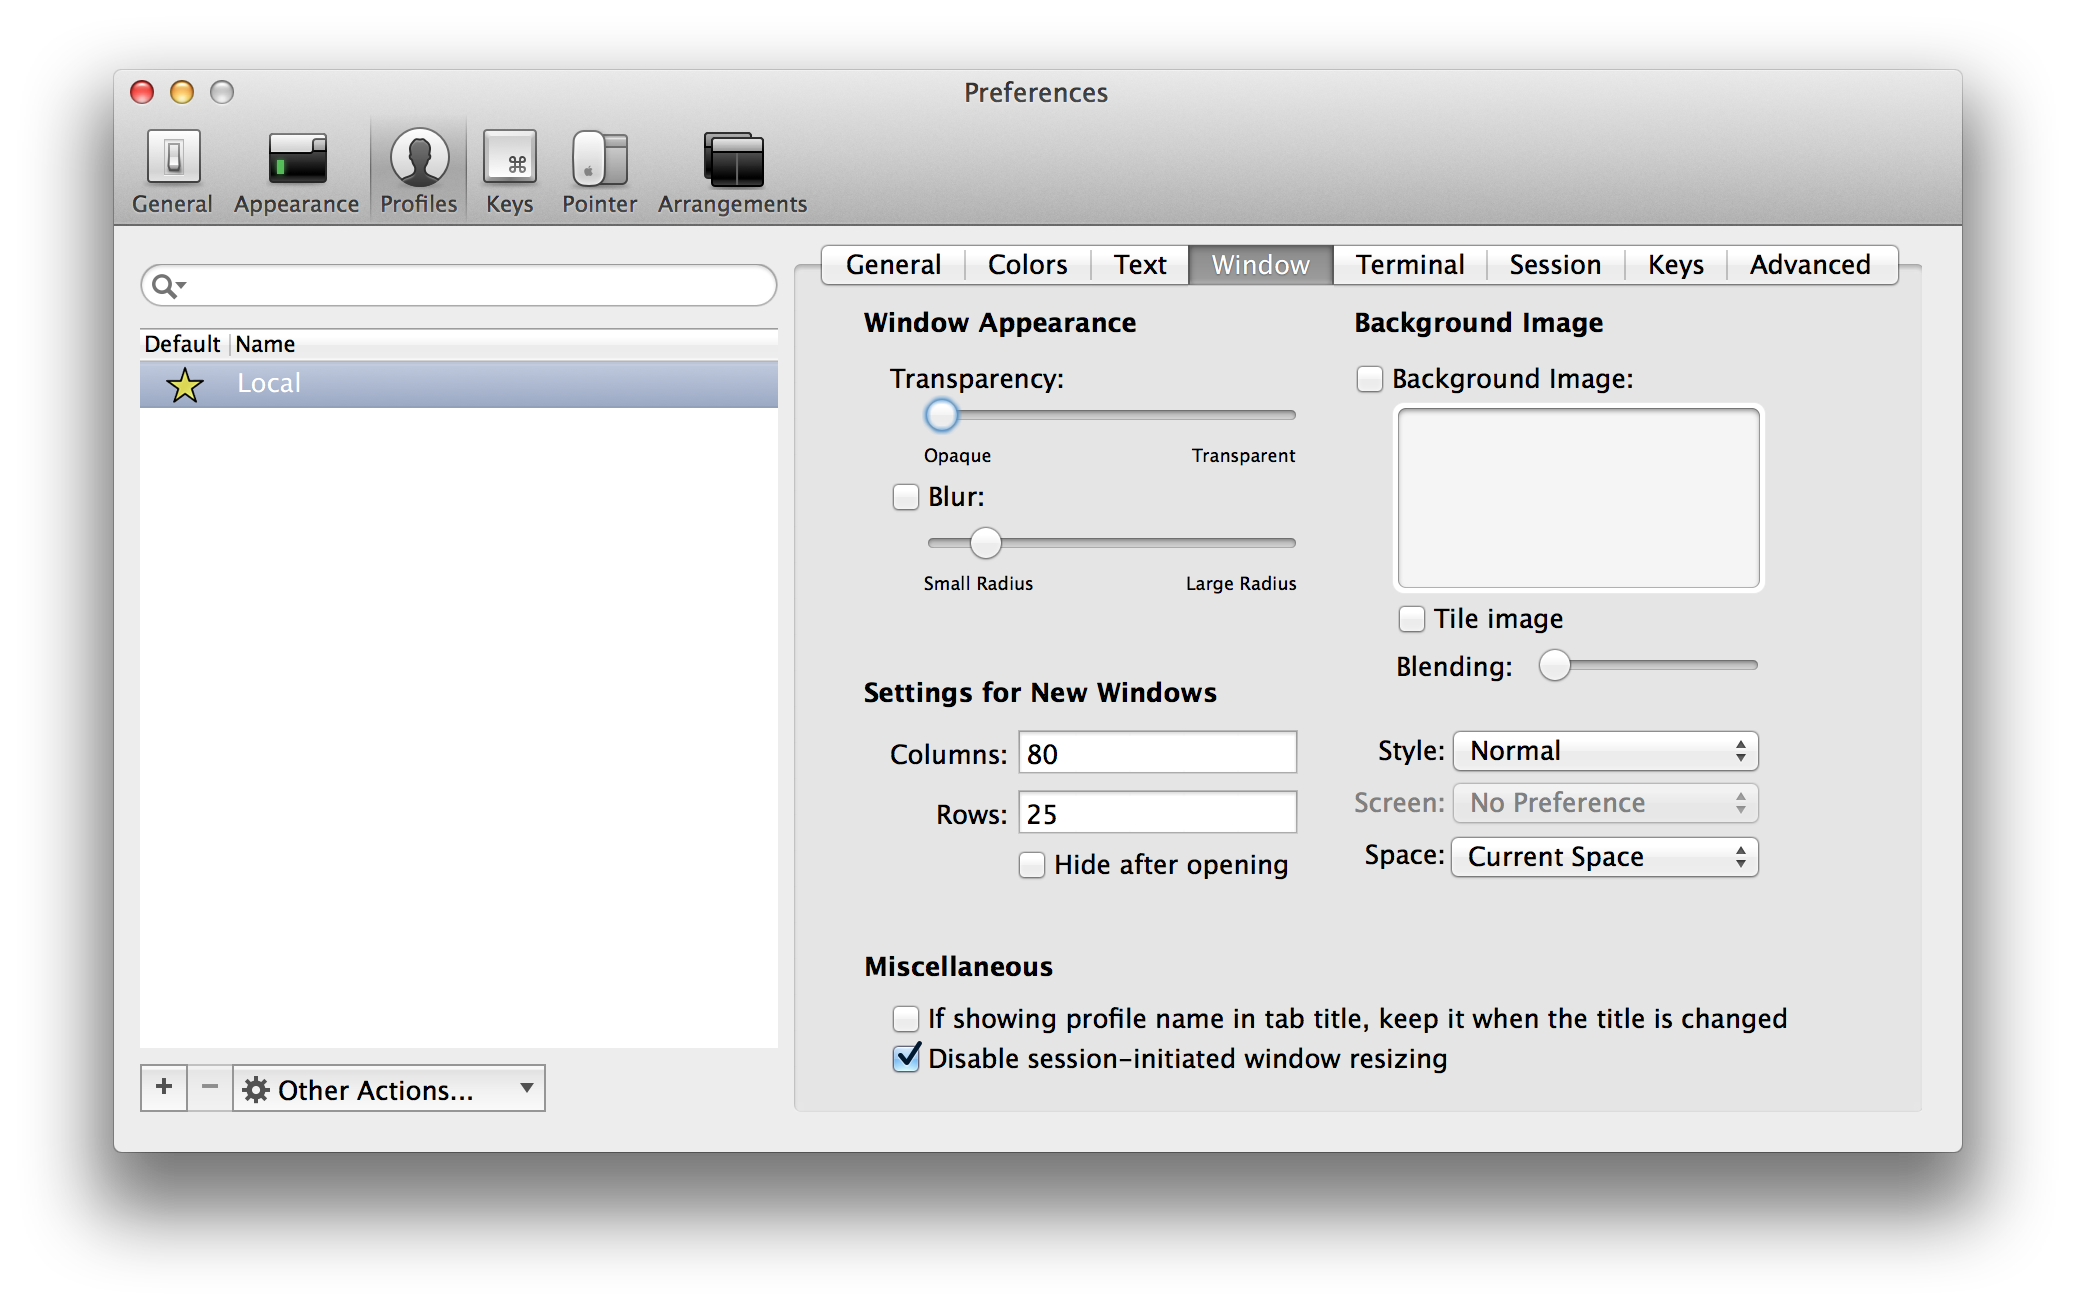 Preferences
General Appearance Profiles Keys Pointer Arrangements
General Colors Text Window Terminal Session Keys Advanced
Default Name
Local
+ − Other Actions...
Window Appearance
Transparency:
Opaque Transparent
Blur:
Small Radius Large Radius
Background Image
Background Image:
Tile image
Blending:
Settings for New Windows
Columns: 80
Rows: 25
Hide after opening
Style: Normal
Screen: No Preference
Space: Current Space
Miscellaneous
If showing profile name in tab title, keep it when the title is changed
Disable session-initiated window resizing